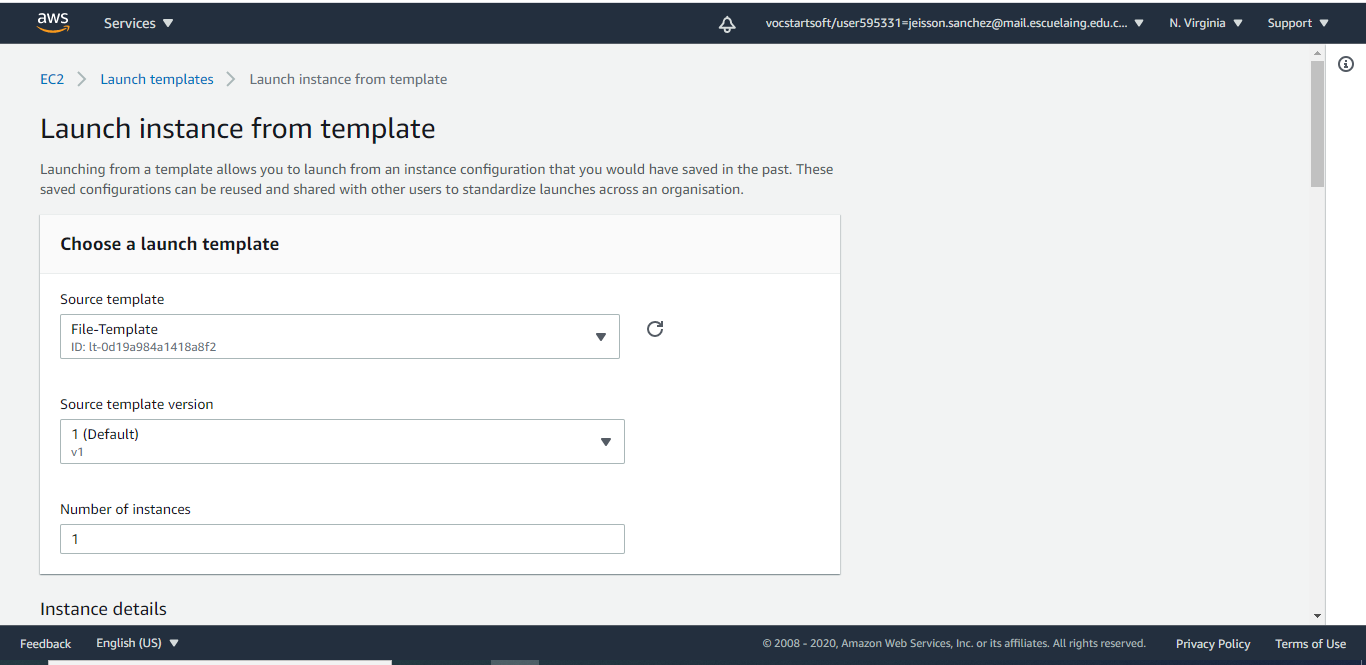 aws
Services
vocstartsoft/user595331=jeisson.sanchez@mail.escuelaing.edu.c...
N. Virginia
Support
EC2
Launch templates
Launch instance from template
Launch instance from template
Launching from a template allows you to launch from an instance configuration that you would have saved in the past. These
saved configurations can be reused and shared with other users to standardize launches across an organisation.
Choose a launch template
Source template
File-Template
ID: lt-0d19a984a1418a8f2
Source template version
1 (Default)
v1
Number of instances
1
Instance details
Feedback
English (US)
© 2008 - 2020, Amazon Web Services, Inc. or its affiliates. All rights reserved.
Privacy Policy
Terms of Use